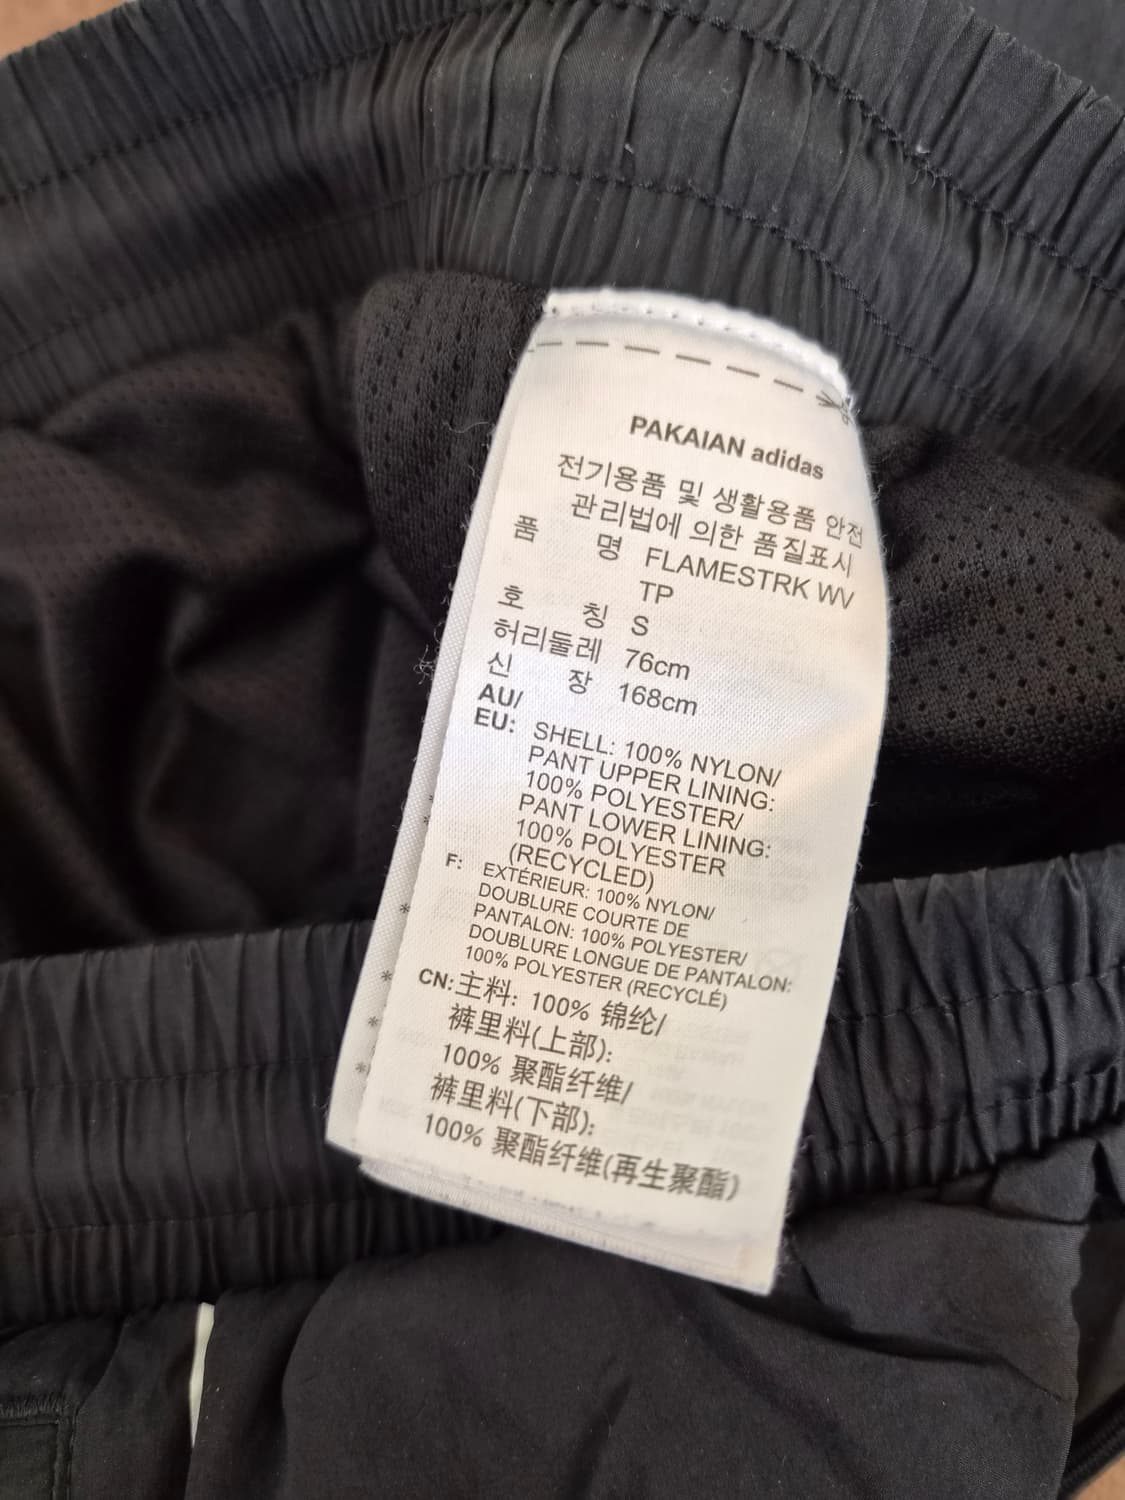 PAKAIAN adidas
전기용품 및 생활용품 안전
관리법에 의한 품질표시
품 명 FLAMESTRK WV
TP
호 칭 S
허리둘레 76cm
신 장 168cm
AU/
EU: SHELL: 100% NYLON/
PANT UPPER LINING:
100% POLYESTER/
PANT LOWER LINING:
100% POLYESTER
(RECYCLED)
F: EXTÉRIEUR: 100% NYLON/
DOUBLURE COURTE DE
PANTALON: 100% POLYESTER/
DOUBLURE LONGUE DE PANTALON:
100% POLYESTER (RECYCLÉ)
CN: 主料: 100% 锦纶/
裤里料(上部):
100% 聚酯纤维/
裤里料(下部):
100% 聚酯纤维(再生聚酯)